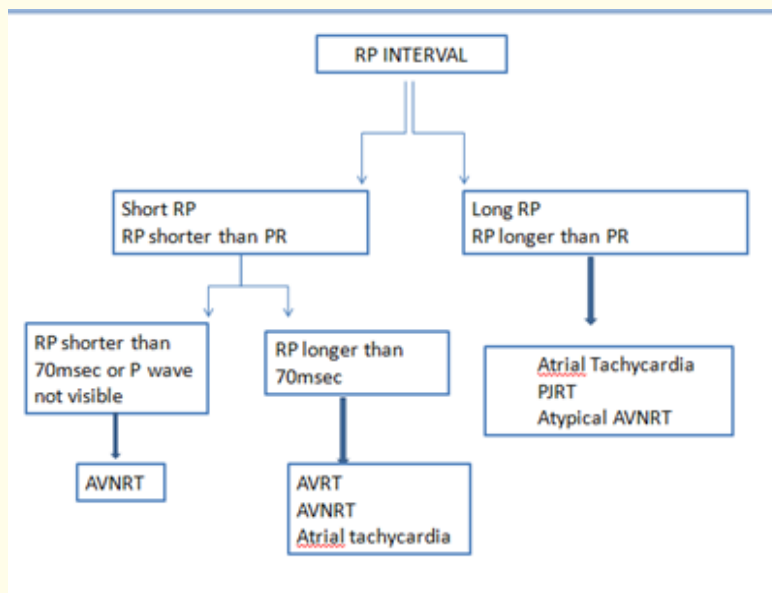 RP INTERVAL
Short RP
RP shorter than PR
Long RP
RP longer than PR
RP shorter than
70msec or P wave
not visible
RP longer than
70msec
Atrial Tachycardia
PJRT
Atypical AVNRT
AVNRT
AVRT
AVNRT
Atrial tachycardia